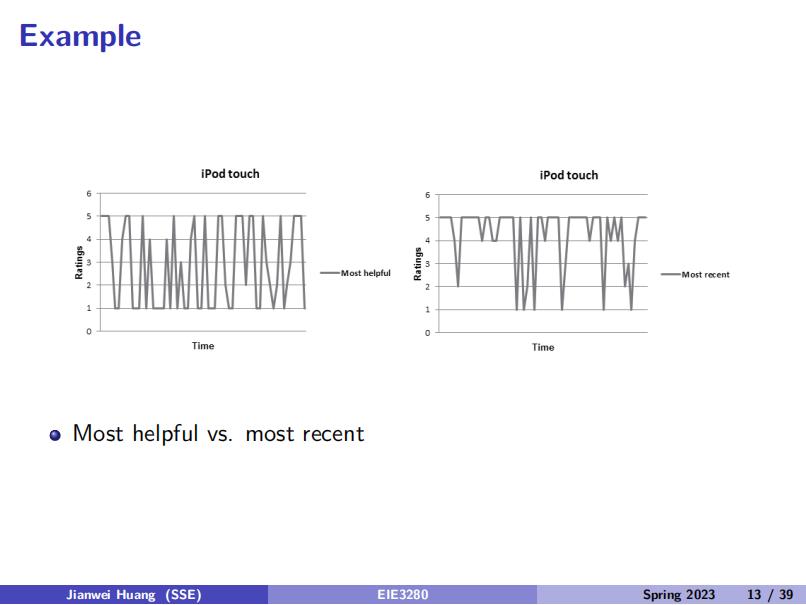 Example
iPod touch
6
5
4
3
2
1
0
Ratings
Time
Most helpful
iPod touch
6
5
4
3
2
1
0
Ratings
Time
Most recent
Most helpful vs. most recent
Jianwei Huang (SSE) EIE3280 Spring 2023 13 / 39